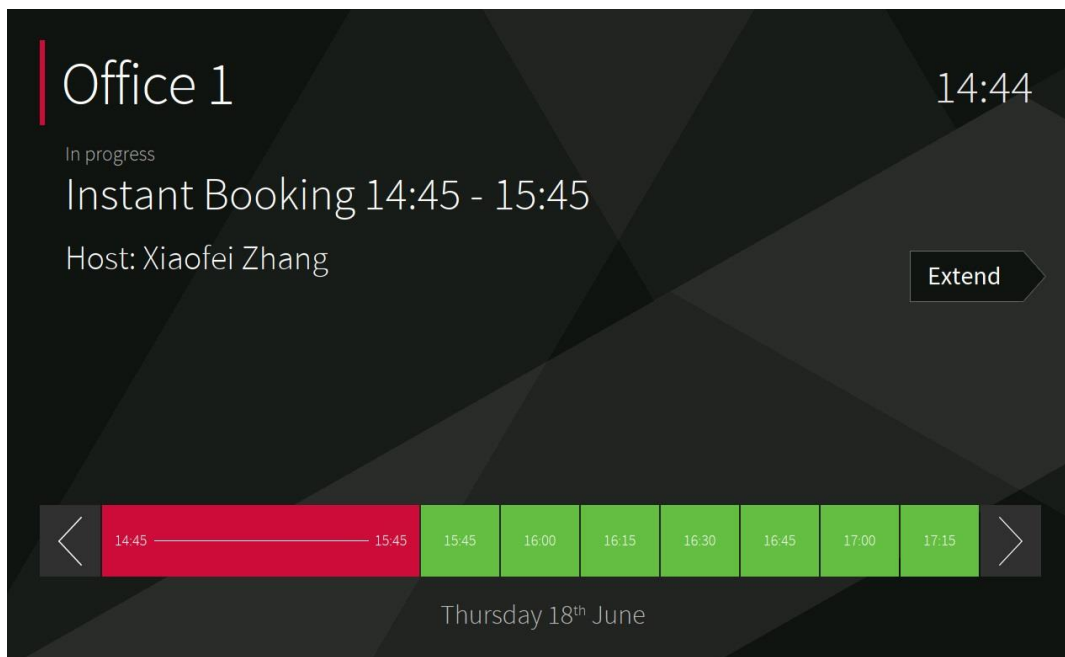 Office 1
14:44
In progress
Instant Booking 14:45 - 15:45
Host: Xiaofei Zhang
Extend
14:45 15:45 15:45 16:00 16:15 16:30 16:45 17:00 17:15
Thursday 18th June